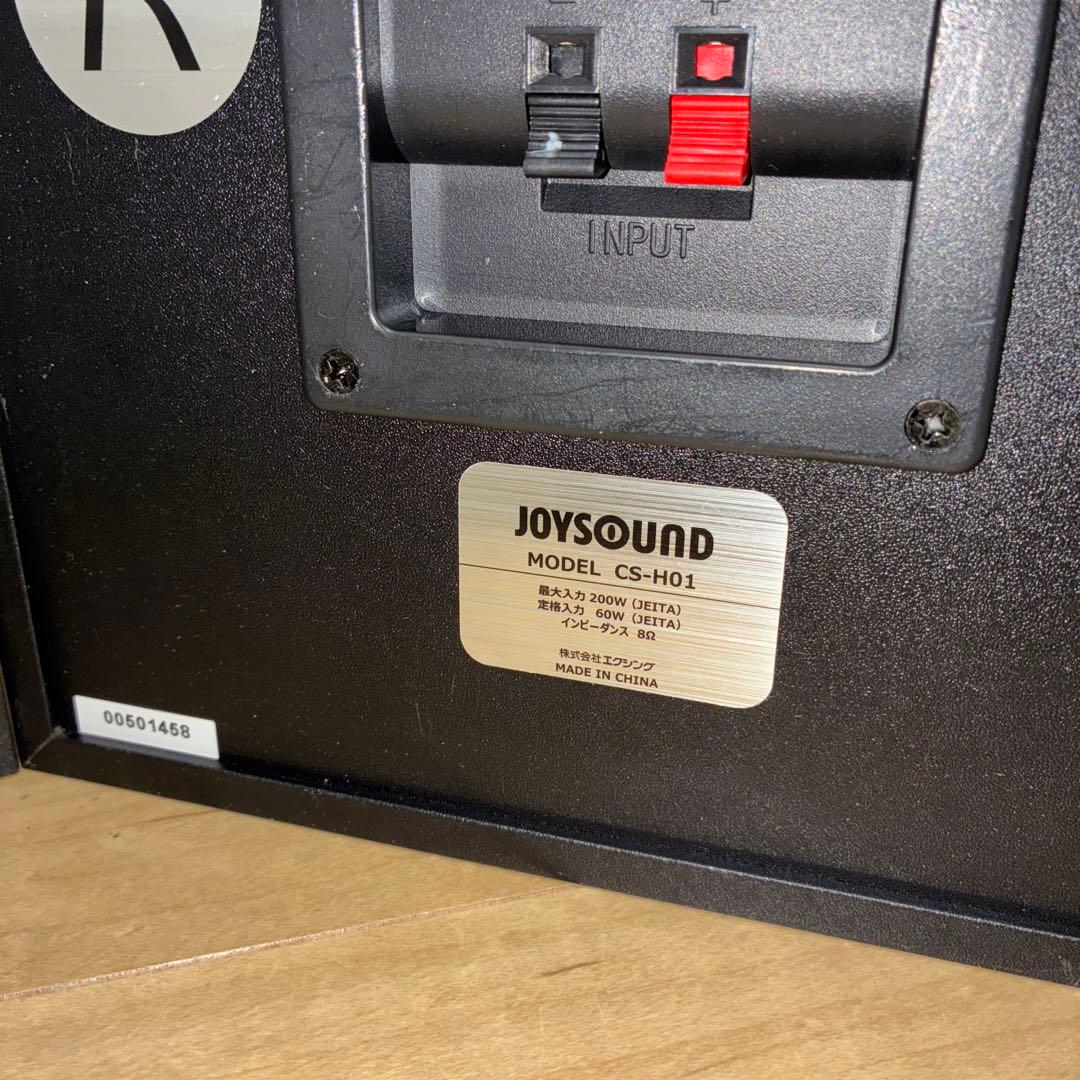 R
- +
INPUT
JOYSOUND
MODEL CS-H01
最大入力 200W (JEITA)
定格入力 60W (JEITA)
インピーダンス 8Ω
株式会社エクシング
MADE IN CHINA
00501458